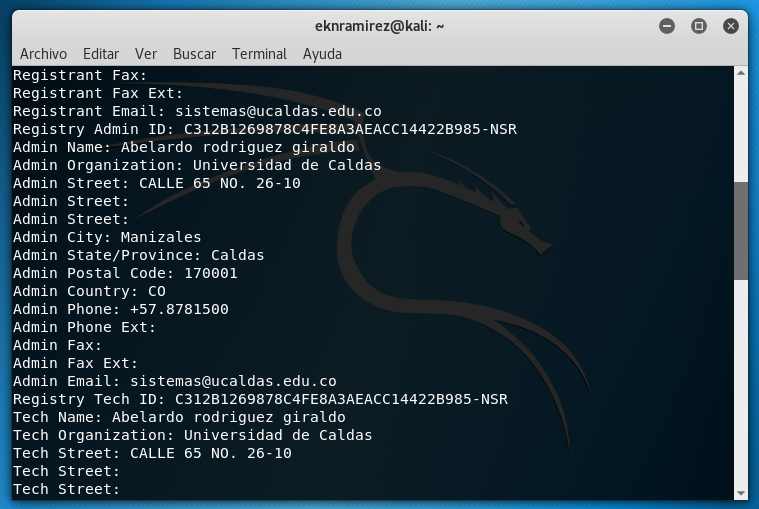 eknramirez@kali: ~
Archivo Editar Ver Buscar Terminal Ayuda
Registrant Fax:
Registrant Fax Ext:
Registrant Email: sistemas@ucaldas.edu.co
Registry Admin ID: C312B1269878C4FE8A3AEACC14422B985-NSR
Admin Name: Abelardo rodriguez giraldo
Admin Organization: Universidad de Caldas
Admin Street: CALLE 65 NO. 26-10
Admin Street:
Admin Street:
Admin City: Manizales
Admin State/Province: Caldas
Admin Postal Code: 170001
Admin Country: CO
Admin Phone: +57.8781500
Admin Phone Ext:
Admin Fax:
Admin Fax Ext:
Admin Email: sistemas@ucaldas.edu.co
Registry Tech ID: C312B1269878C4FE8A3AEACC14422B985-NSR
Tech Name: Abelardo rodriguez giraldo
Tech Organization: Universidad de Caldas
Tech Street: CALLE 65 NO. 26-10
Tech Street:
Tech Street: